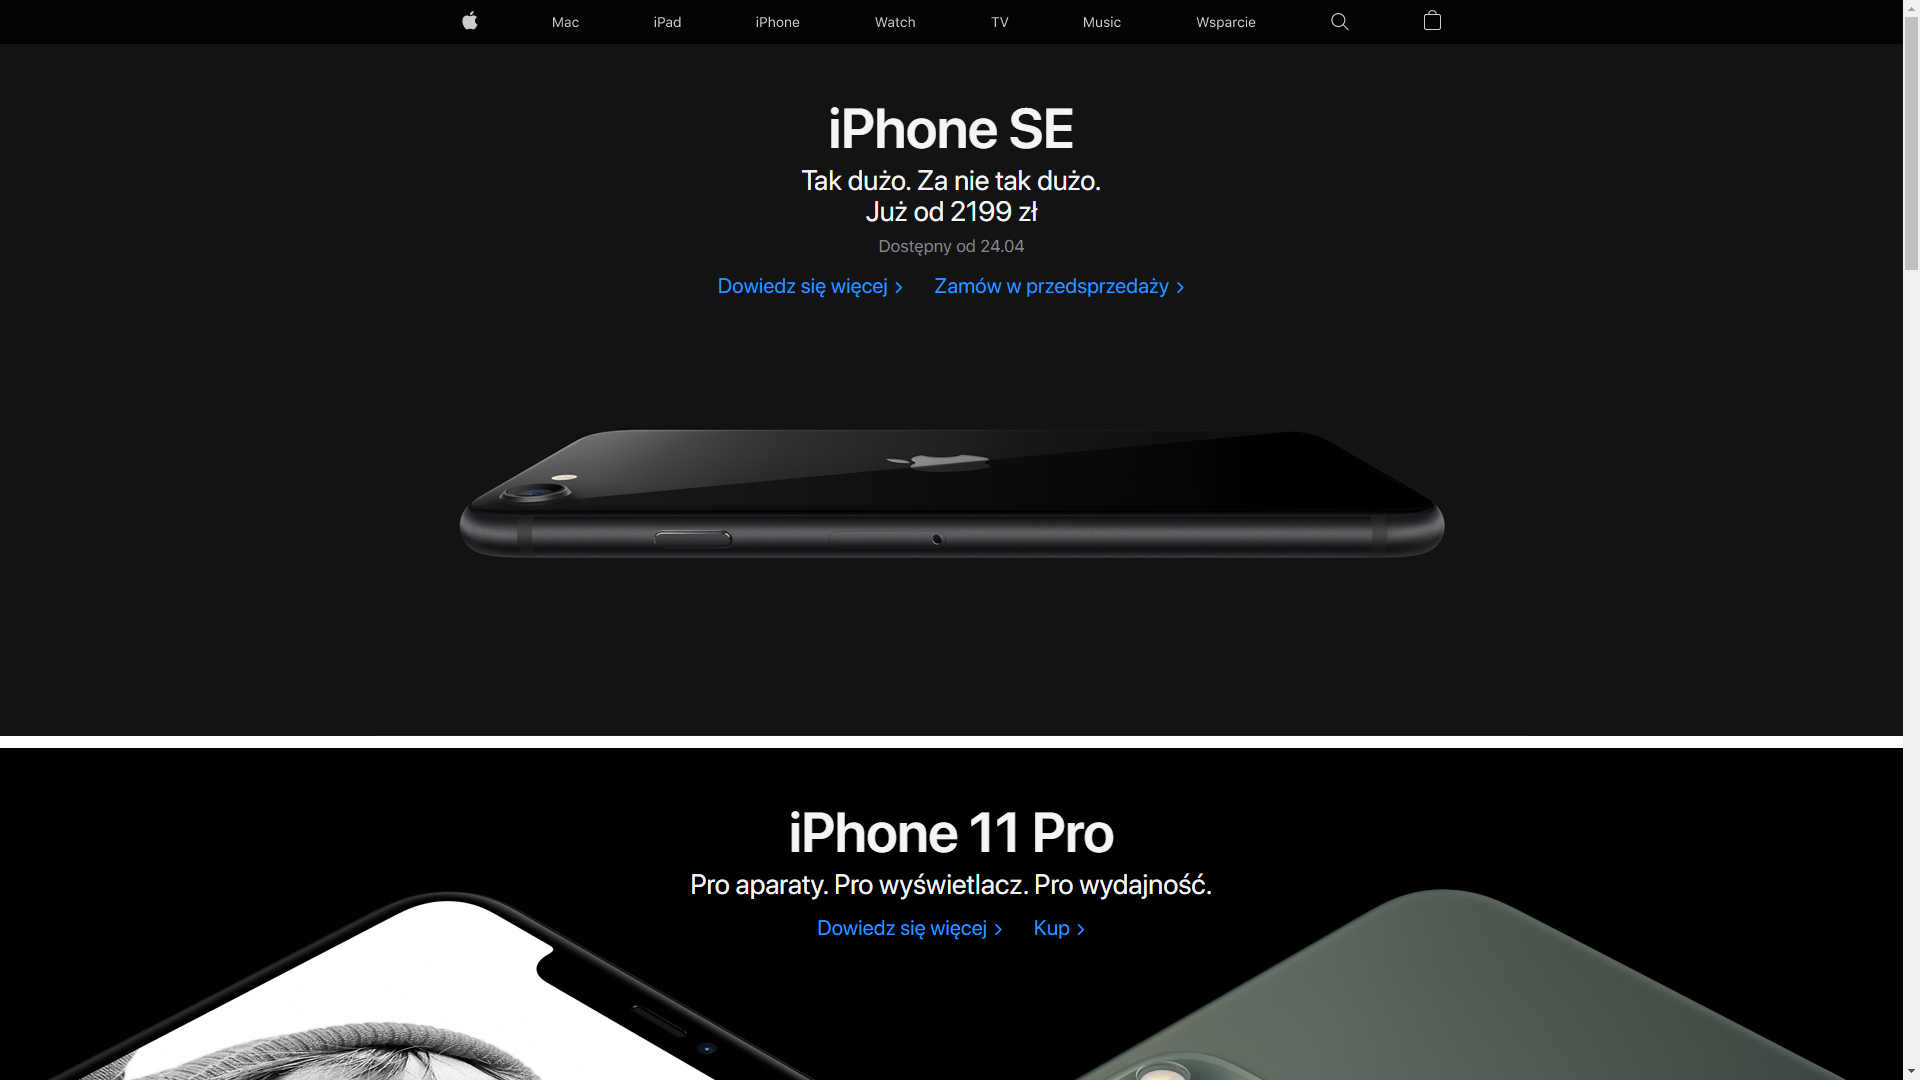 Mac iPad iPhone Watch TV Music Wsparcie
iPhone SE
Tak dużo. Za nie tak dużo.
Już od 2199 zł
Dostępny od 24.04
Dowiedz się więcej > Zamów w przedsprzedaży >
iPhone 11 Pro
Pro aparaty. Pro wyświetlacz. Pro wydajność.
Dowiedz się więcej > Kup >